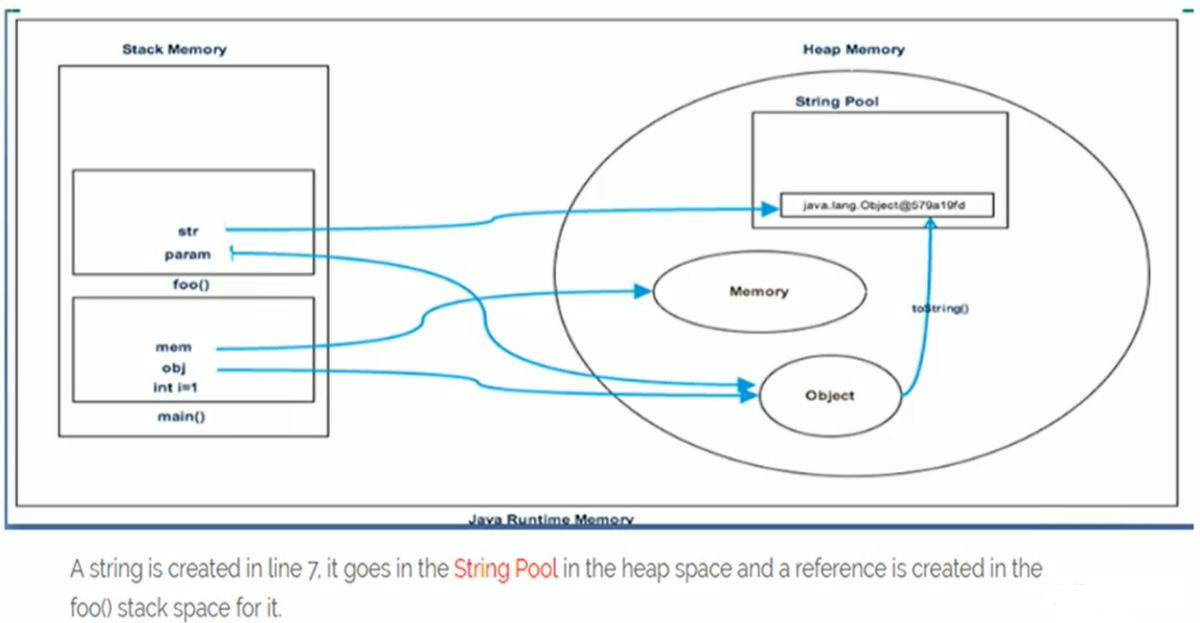 Stack Memory
Heap Memory
String Pool
java.lang.Object@579a19fd
str
param
foo()
Memory
toString()
mem
obj
int i=1
main()
Object
Java Runtime Memory
A string is created in line 7, it goes in the String Pool in the heap space and a reference is created in the
foo() stack space for it.